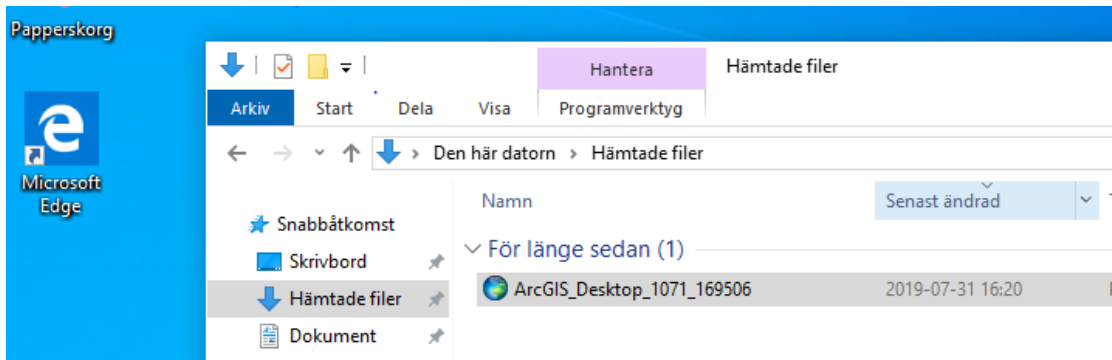 Papperskorg
Microsoft
Edge
Hantera
Hämtade filer
Arkiv Start Dela Visa Programverktyg
Den här datorn > Hämtade filer
Namn Senast ändrad
Snabbåtkomst
Skrivbord
Hämtade filer
Dokument
För länge sedan (1)
ArcGIS_Desktop_1071_169506 2019-07-31 16:20